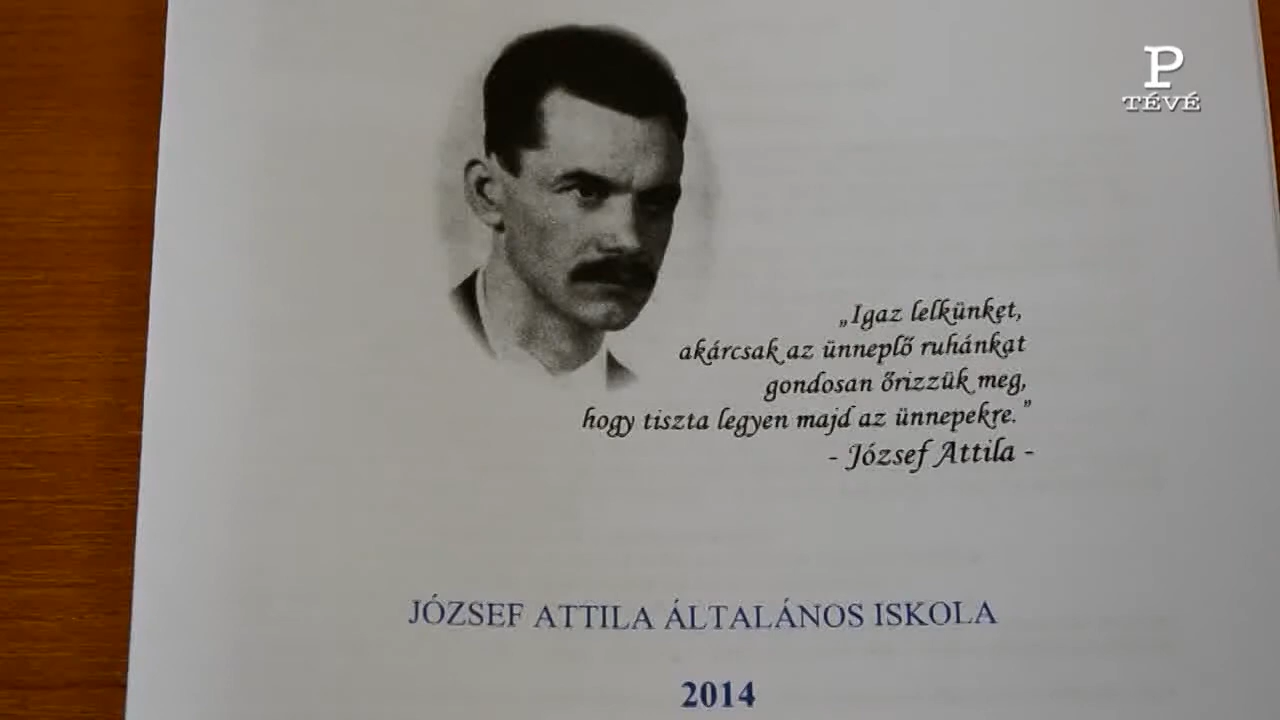 P
TÉVÉ
„Igaz lelkünket,
akárcsak az ünneplő ruhánkat
gondosan őrizzük meg,
hogy tiszta legyen majd az ünnepekre.”
- József Attila -
JÓZSEF ATTILA ÁLTALÁNOS ISKOLA
2014